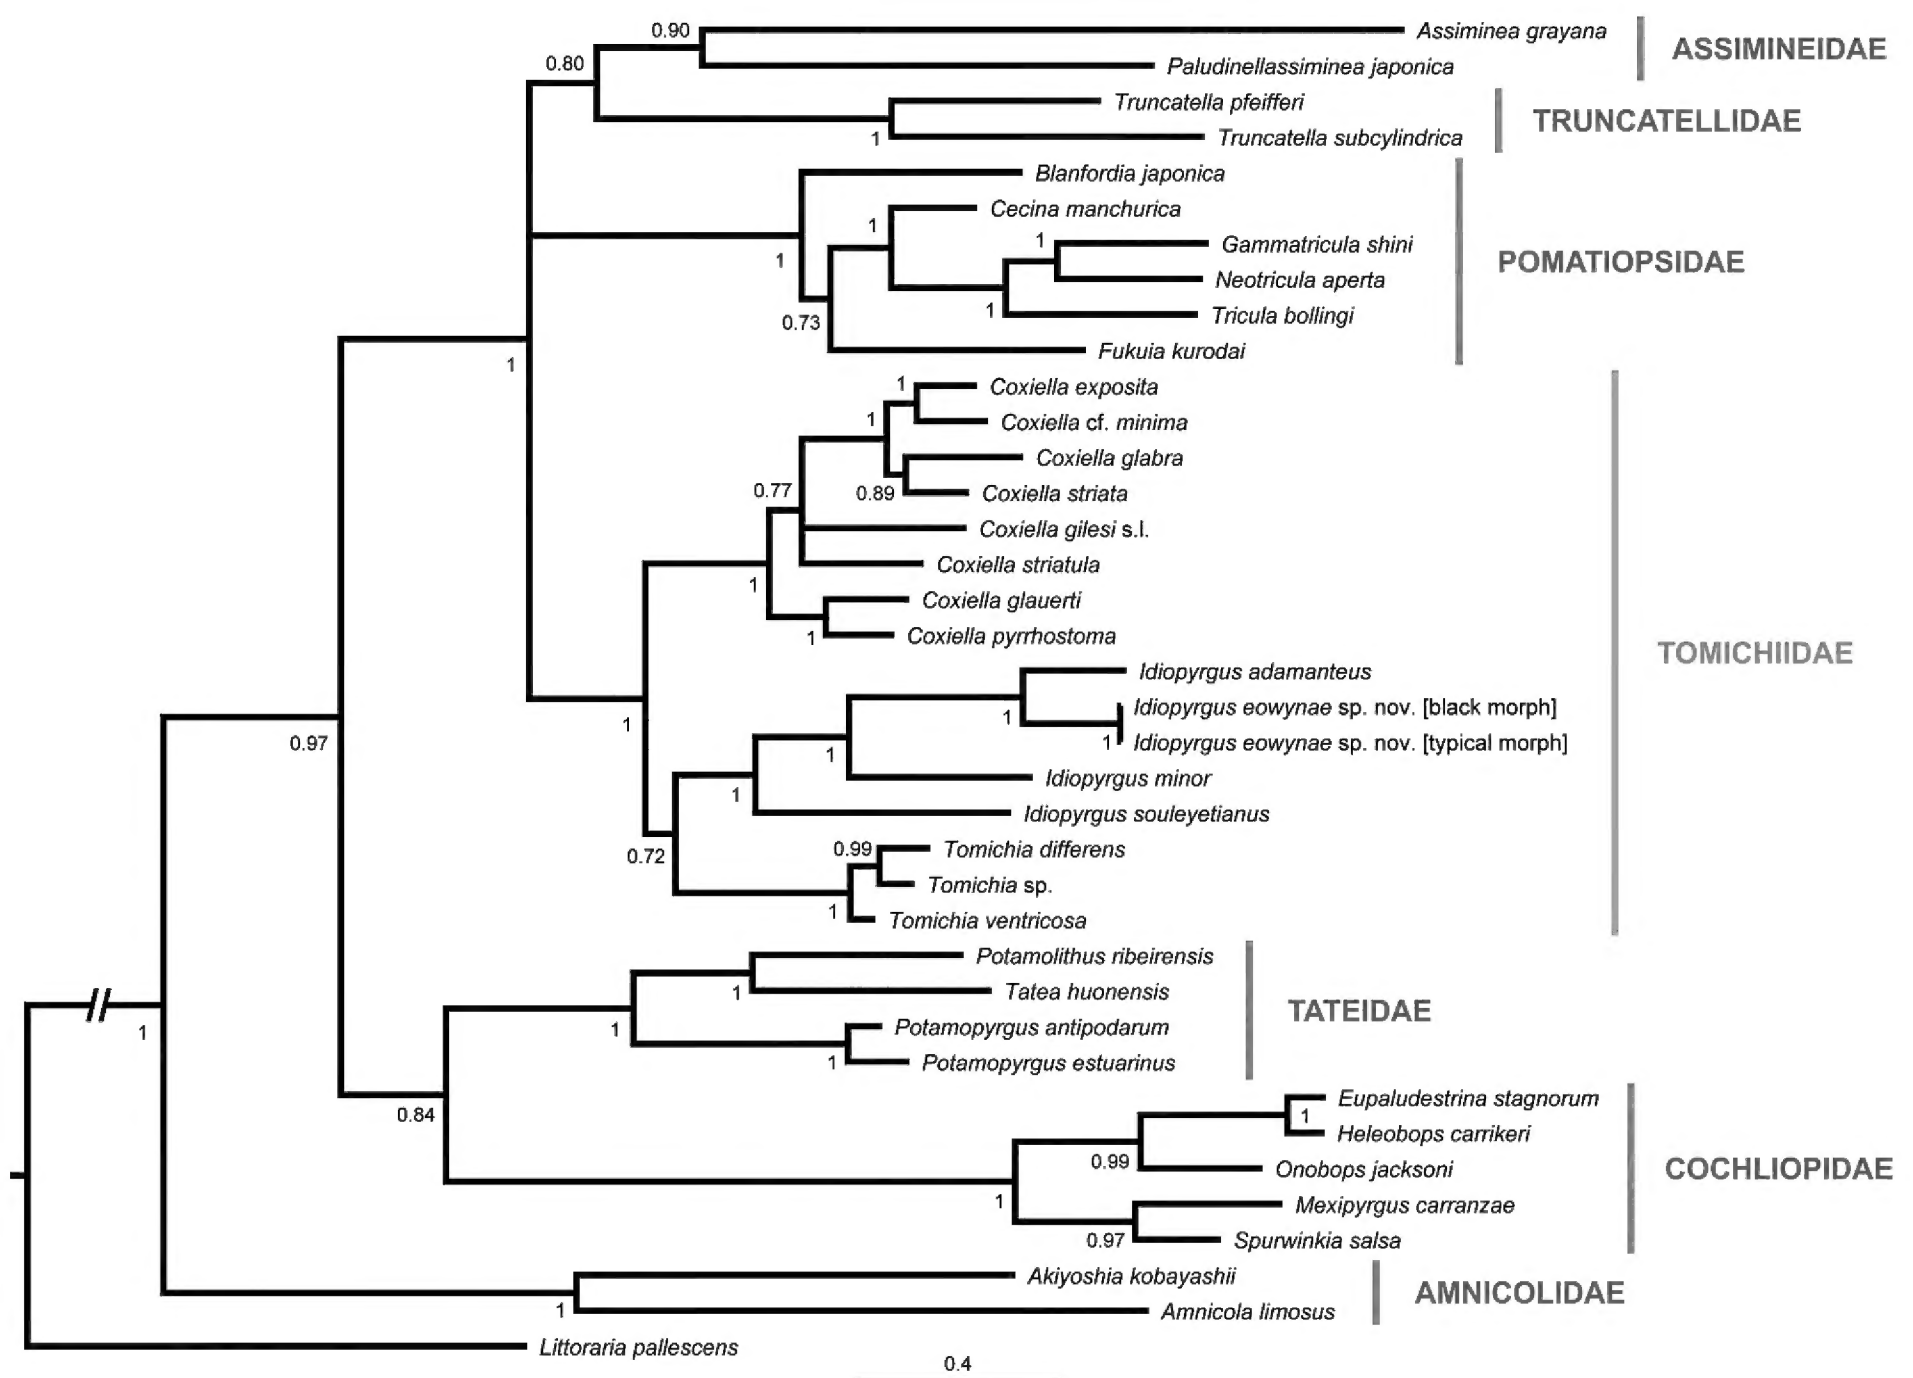 0.90
Assiminea grayana
ASSIMINEIDAE
0.80
Paludinellassiminea japonica
Truncatella pfeifferi
TRUNCATELLIDAE
1
Truncatella subcylindrica
Blanfordia japonica
Cecina manchurica
1
1
Gammatricula shini
POMATIOPSIDAE
1
Neotricula aperta
1
Tricula bollingi
0.73
Fukuia kurodai
1
1
Coxiella exposita
1
Coxiella cf. minima
Coxiella glabra
0.77
0.89
Coxiella striata
Coxiella gilesi s.l.
Coxiella striatula
1
Coxiella glauerti
1
Coxiella pyrrhostoma
TOMICHIIDAE
Idiopyrgus adamanteus
Idiopyrgus eowynae sp. nov. [black morph]
1
1
1
Idiopyrgus eowynae sp. nov. [typical morph]
0.97
1
Idiopyrgus minor
1
Idiopyrgus souleyetianus
0.72
0.99
Tomichia differens
Tomichia sp.
1
Tomichia ventricosa
Potamolithus ribeirensis
1
Tatea huonensis
TATEIDAE
1
1
Potamopyrgus antipodarum
1
Potamopyrgus estuarinus
0.84
Eupaludestrina stagnorum
1
Heleobops carrikeri
0.99
Onobops jacksoni
COCHLIOPIDAE
1
Mexipyrgus carranzae
0.97
Spurwinkia salsa
Akiyoshia kobayashii
AMNICOLIDAE
1
Amnicola limosus
Littoraria pallescens
0.4